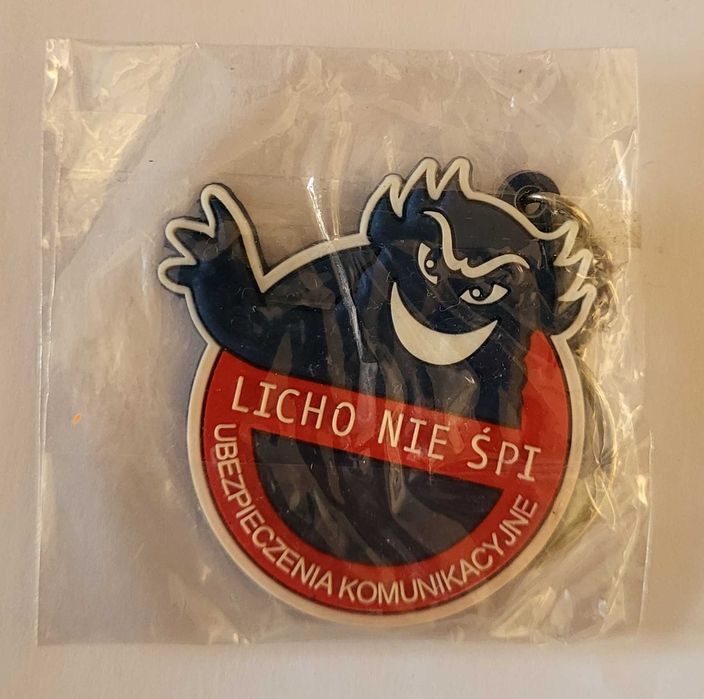 LICHO NIE ŚPI
UBEZPIECZENIA KOMUNIKACYJNE